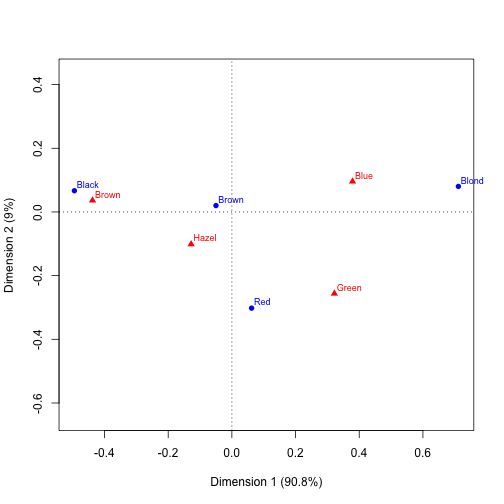 0.4
0.2
0.0
-0.2
-0.4
-0.6
Dimension 2 (9%)
Black
Brown
Brown
Blue
Blond
Hazel
Green
Red
-0.4
-0.2
0.0
0.2
0.4
0.6
Dimension 1 (90.8%)